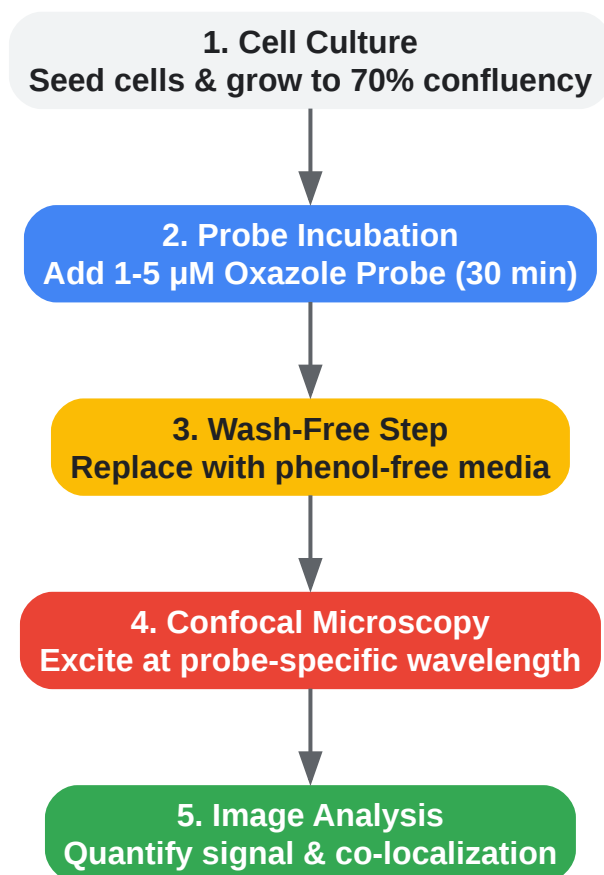 1. Cell Culture
Seed cells & grow to 70% confluency
2. Probe Incubation
Add 1-5 μM Oxazole Probe (30 min)
3. Wash-Free Step
Replace with phenol-free media
4. Confocal Microscopy
Excite at probe-specific wavelength
5. Image Analysis
Quantify signal & co-localization